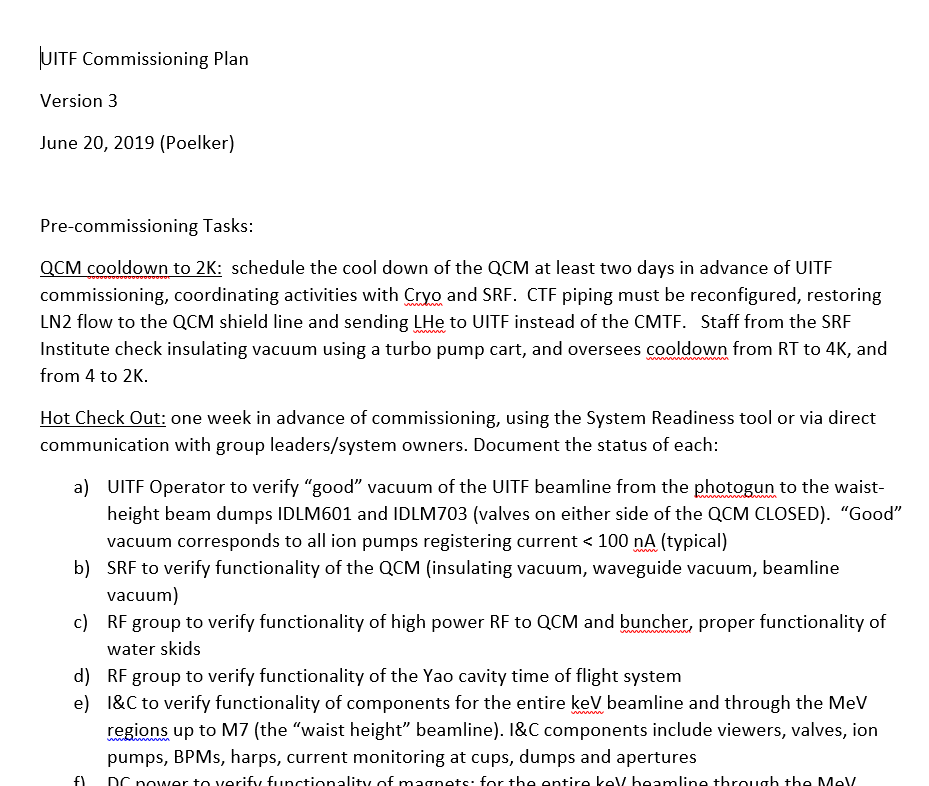 UITF Commissioning Plan
Version 3
June 20, 2019 (Poelker)
Pre-commissioning Tasks:
QCM cooldown to 2K:  schedule the cool down of the QCM at least two days in advance of UITF
commissioning, coordinating activities with Cryo and SRF.  CTF piping must be reconfigured, restoring
LN2 flow to the QCM shield line and sending LHe to UITF instead of the CMTF.   Staff from the SRF
Institute check insulating vacuum using a turbo pump cart, and oversees cooldown from RT to 4K, and
from 4 to 2K.
Hot Check Out: one week in advance of commissioning, using the System Readiness tool or via direct
communication with group leaders/system owners. Document the status of each:
a) UITF Operator to verify “good” vacuum of the UITF beamline from the photogun to the waist-
height beam dumps IDLM601 and IDLM703 (valves on either side of the QCM CLOSED).  “Good”
vacuum corresponds to all ion pumps registering current < 100 nA (typical)
b) SRF to verify functionality of the QCM (insulating vacuum, waveguide vacuum, beamline
vacuum)
c) RF group to verify functionality of high power RF to QCM and buncher, proper functionality of
water skids
d) RF group to verify functionality of the Yao cavity time of flight system
e) I&C to verify functionality of components for the entire keV beamline and through the MeV
regions up to M7 (the “waist height” beamline). I&C components include viewers, valves, ion
pumps, BPMs, harps, current monitoring at cups, dumps and apertures
f) DC power to verify functionality of magnets: for the entire keV beamline through the MeV